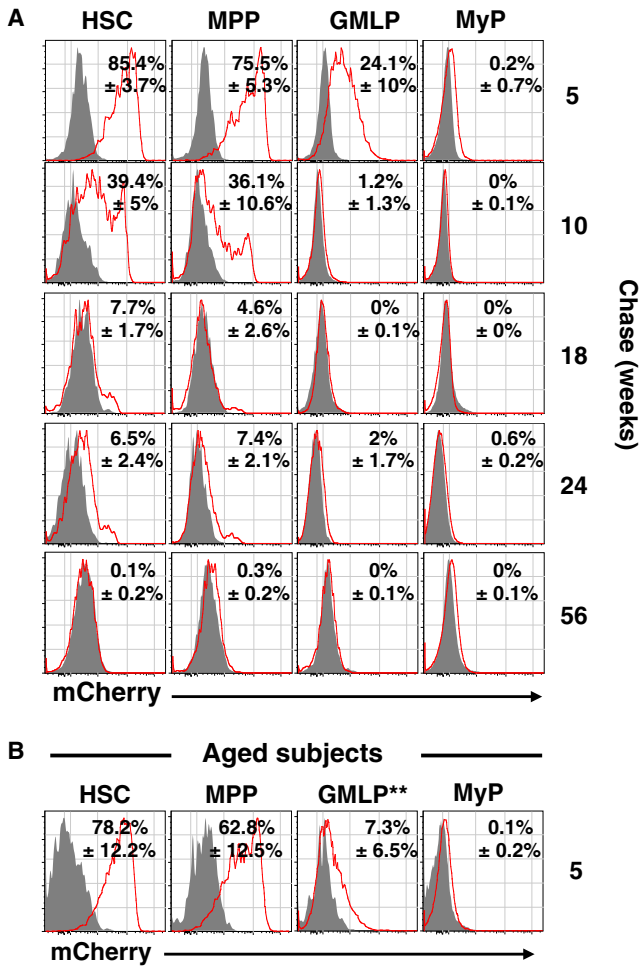 A
HSC MPP GMLP MyP
85.4% 75.5% 24.1% 0.2%
± 3.7% ± 5.3% ± 10% ± 0.7%
5
39.4% 36.1% 1.2% 0%
± 5% ± 10.6% ± 1.3% ± 0.1%
10
7.7% 4.6% 0% 0%
± 1.7% ± 2.6% ± 0.1% ± 0%
18
6.5% 7.4% 2% 0.6%
± 2.4% ± 2.1% ± 1.7% ± 0.2%
24
0.1% 0.3% 0% 0%
± 0.2% ± 0.2% ± 0.1% ± 0.1%
56
Chase (weeks)
mCherry
B
Aged subjects
HSC MPP GMLP** MyP
78.2% 62.8% 7.3% 0.1%
± 12.2% ± 12.5% ± 6.5% ± 0.2%
5
mCherry